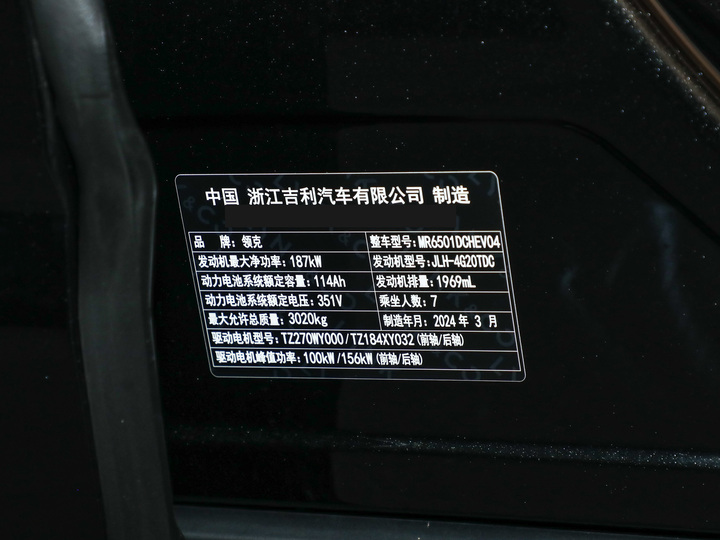 中国 浙江吉利汽车有限公司 制造
品 牌：领克 整车型号：MR6501DCHEV04
发动机最大净功率：187kW 发动机型号：JLH-4G20TDC
动力电池系统额定容量：114Ah 发动机排量：1969mL
动力电池系统额定电压：351V 乘坐人数：7
最大允许总质量：3020kg 制造年月：2024 年 3 月
驱动电机型号：TZ270WY000/TZ184XY032(前轴/后轴)
驱动电机峰值功率：100kW/156kW(前轴/后轴)